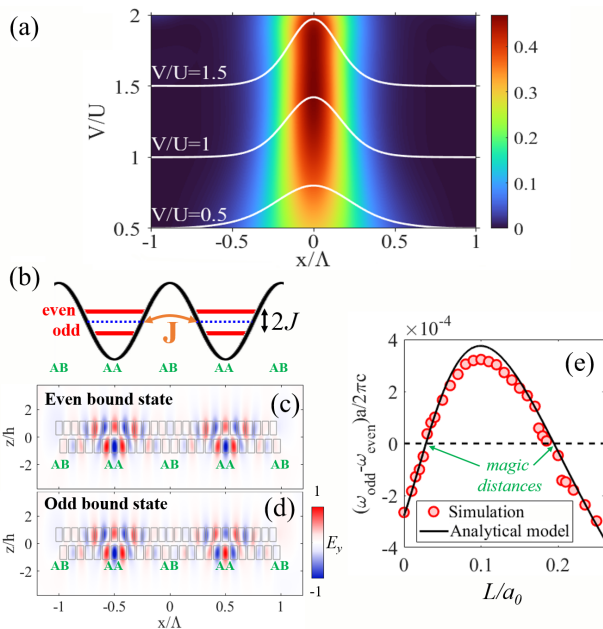 (a)
V/U
2
1.5
1
0.5
V/U=1.5
V/U=1
V/U=0.5
-1
-0.5
0
0.5
1
x/Λ
0.4
0.3
0.2
0.1
0
(b)
even
odd
J
2J
AB
AA
AB
AA
AB
(c)
Even bound state
z/h
2
0
-2
AB
AA
AB
AA
AB
(d)
Odd bound state
z/h
2
0
-2
AB
AA
AB
AA
AB
-1
-0.5
0
0.5
1
x/Λ
1
E_y
-1
(e)
×10⁻⁴
(ω_odd-ω_even)a/2πc
4
2
0
-2
-4
magic
distances
Simulation
Analytical model
0
0.1
0.2
L/a₀